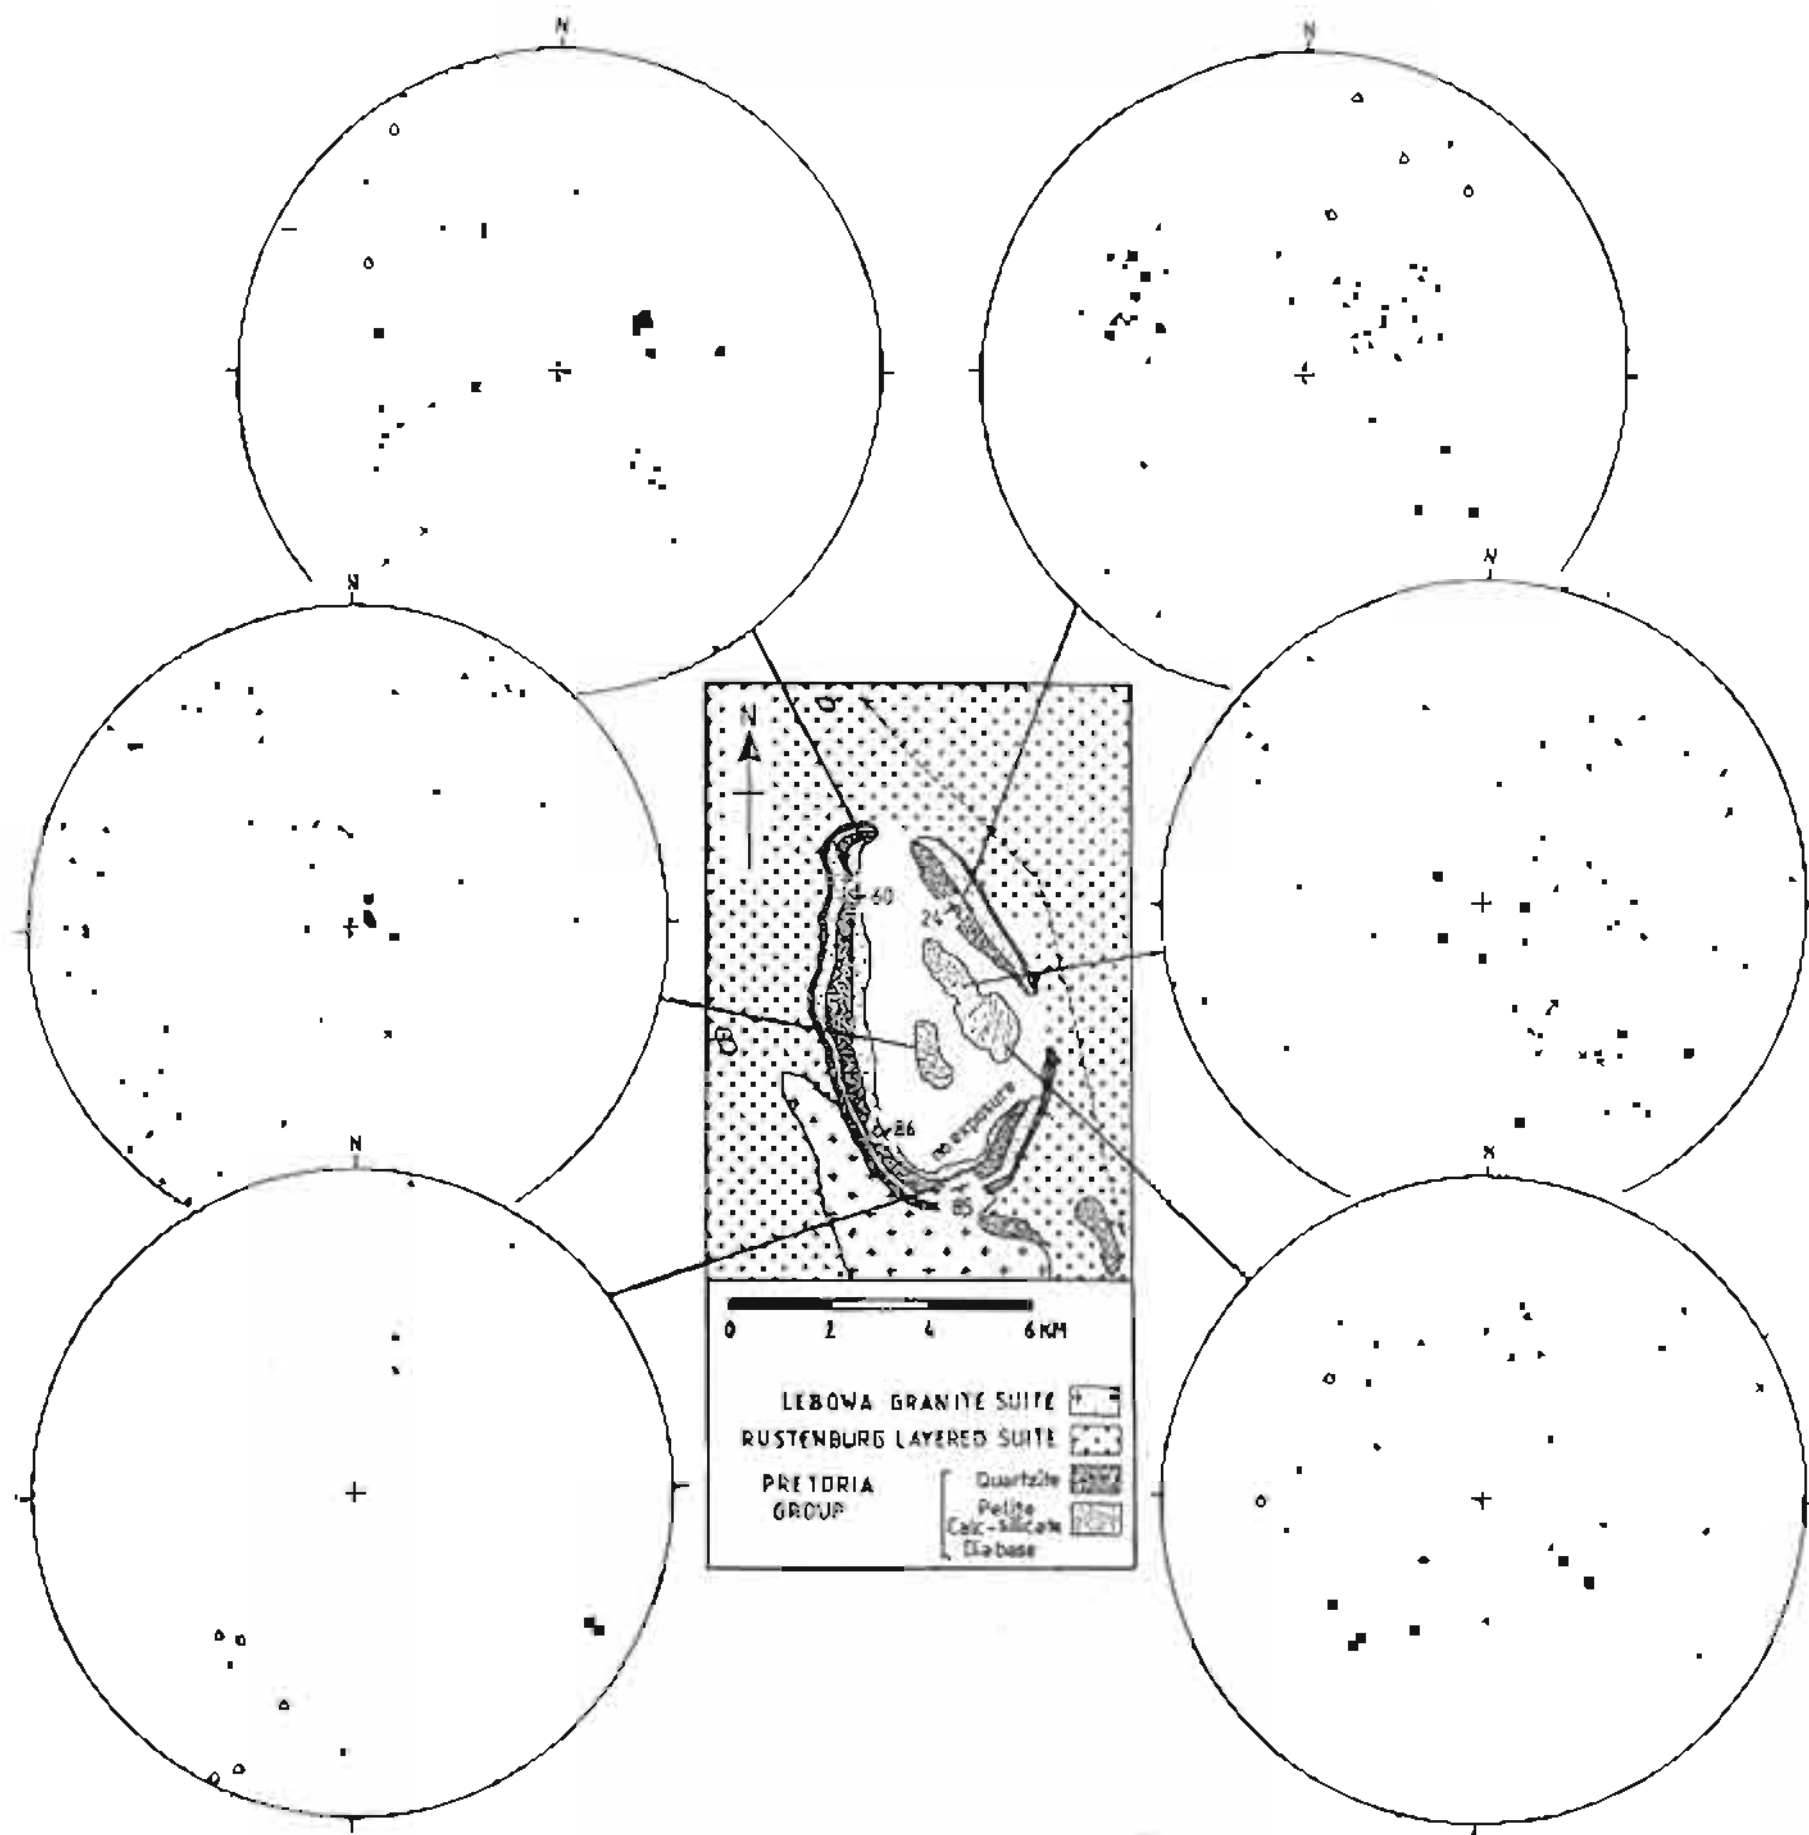 N
N
N
N
N
N
60
24
no exposure
86
85
0 2 4 6 KM
LEBOWA GRANITE SUITE
RUSTENBURG LAYERED SUITE
PRETORIA
GROUP
Quartzite
Pelite
Calc-silicate
Diabase
N